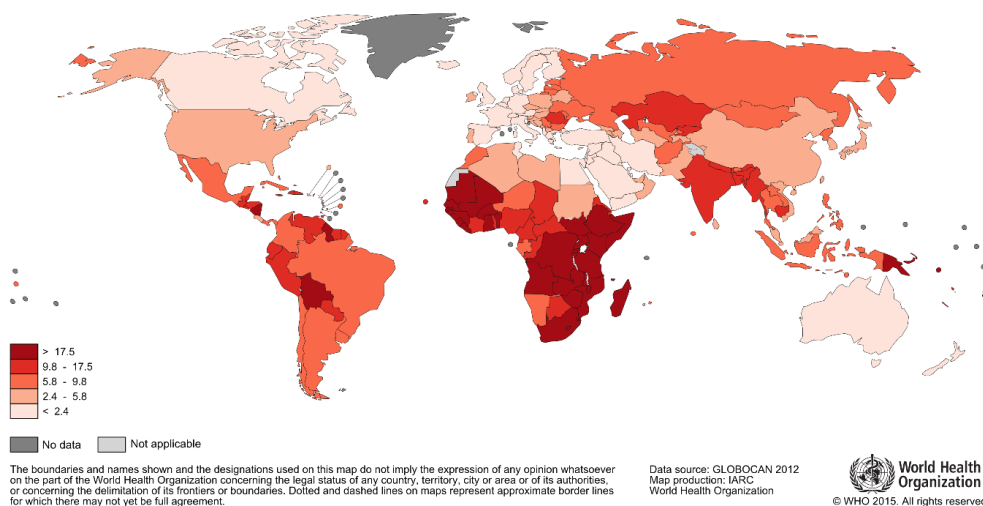 > 17.5
9.8 - 17.5
5.8 - 9.8
2.4 - 5.8
< 2.4
No data
Not applicable
The boundaries and names shown and the designations used on this map do not imply the expression of any opinion whatsoever
on the part of the World Health Organization concerning the legal status of any country, territory, city or area or of its authorities,
or concerning the delimitation of its frontiers or boundaries. Dotted and dashed lines on maps represent approximate border lines
for which there may not yet be full agreement.
Data source: GLOBOCAN 2012
Map production: IARC
World Health Organization
World Health
Organization
© WHO 2015. All rights reserved